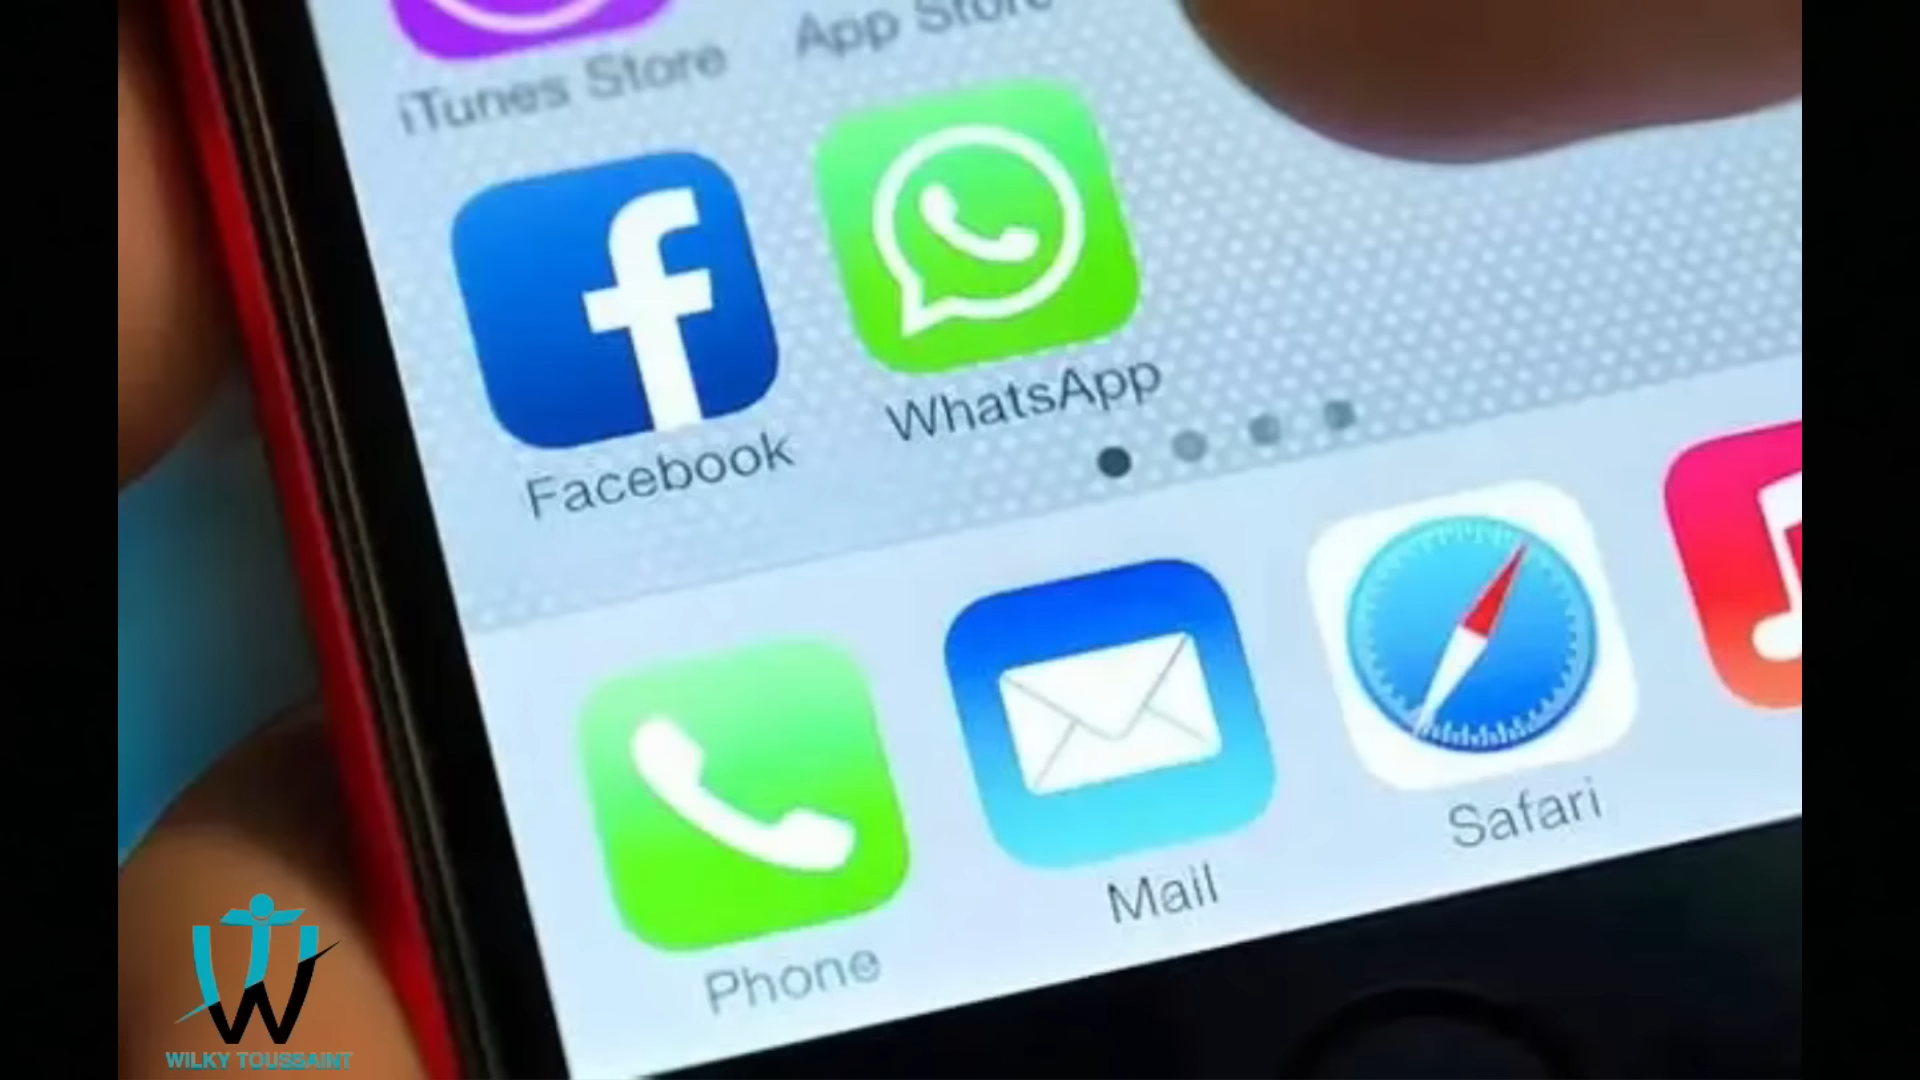 iTunes Store
App Store
Facebook
WhatsApp
Phone
Mail
Safari
WILKY TOUSSAINT